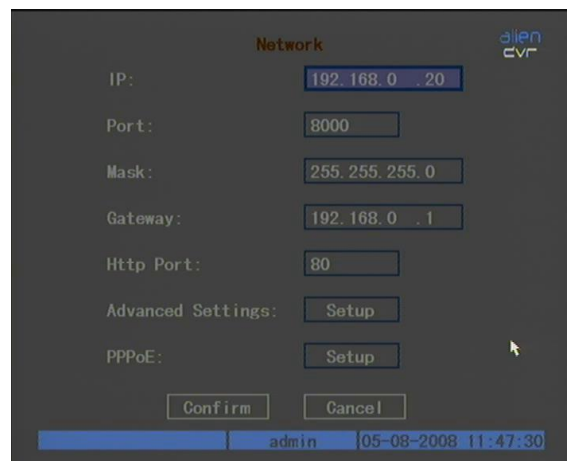 Network
alien
dvr
IP: 192.168.0 .20
Port: 8000
Mask: 255.255.255.0
Gateway: 192.168.0 .1
Http Port: 80
Advanced Settings: Setup
PPPoE: Setup
Confirm Cancel
admin 05-08-2008 11:47:30